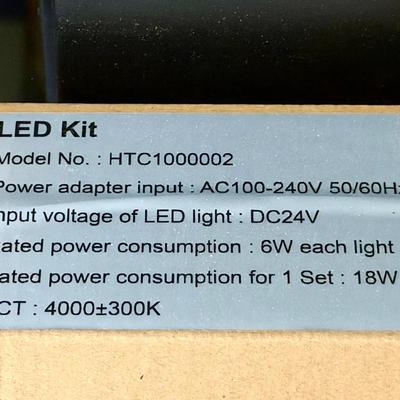 LED Kit
Model No. : HTC1000002
Power adapter input : AC100-240V 50/60Hz
nput voltage of LED light : DC24V
ated power consumption : 6W each light
ated power consumption for 1 Set : 18W
CT : 4000±300K